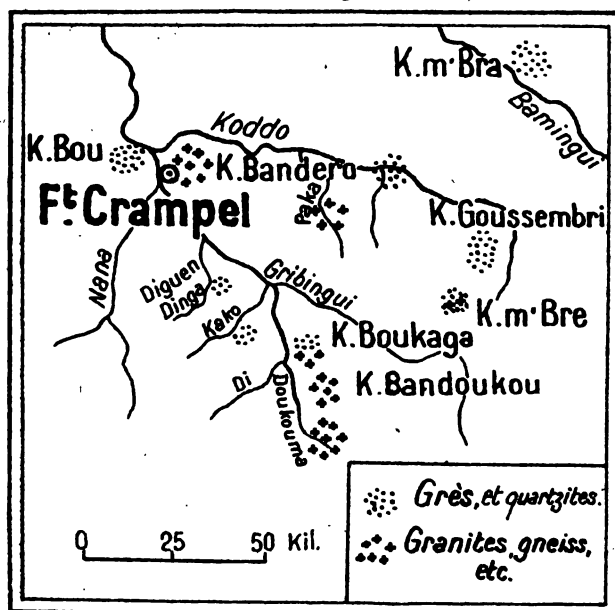 K.m'Bra
Bamingui
Koddo
K.Bou
K.Bandero
Ft. Crampel
Paka
K.Goussembri
Nana
Diguen
Dinga
Gribingui
Kako
K.m'Bre
K.Boukaga
Di
K.Bandoukou
Doukouma
Grès, et quartzites.
0 25 50 Kil.
Granites, gneiss,
etc.